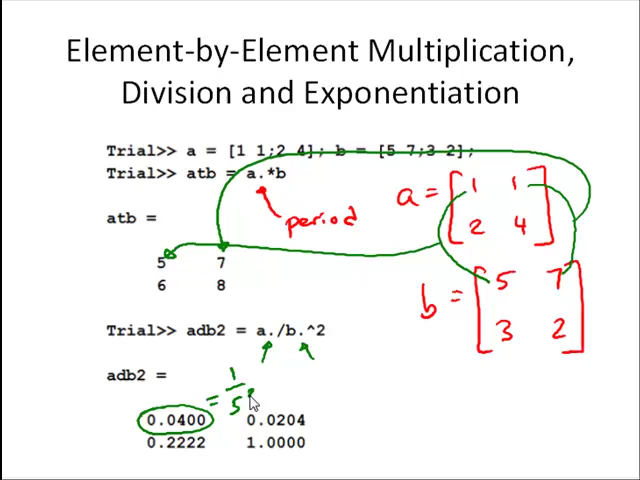 Element-by-Element Multiplication,
Division and Exponentiation
Trial>> a = [1 1;2 4]; b = [5 7;3 2];
Trial>> atb = a.*b
period
atb =
5 7
6 8
a = [1 1
2 4]
b = [5 7
3 2]
Trial>> adb2 = a./b.^2
adb2 =
= 1/5²
0.0400 0.0204
0.2222 1.0000